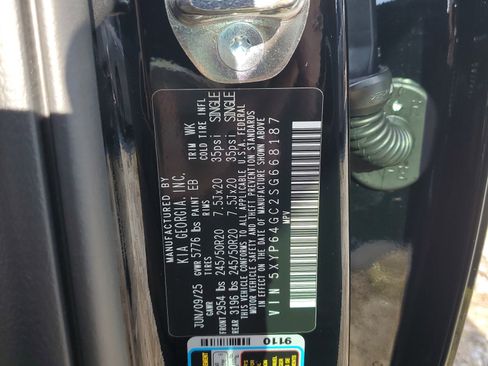 MANUFACTURED BY
KIA GEORGIA, INC.
JUN/09/25 GVWR 5776 lbs PAINT EB TRIM WK
GAWR RIMS COLD TIRE INFL
FRONT 2954 lbs 245/50R20 7.5Jx20 35psi SINGLE
REAR 3196 lbs 245/50R20 7.5Jx20 35psi SINGLE
THIS VEHICLE CONFORMS TO ALL APPLICABLE U.S.A. FEDERAL
MOTOR VEHICLE SAFETY AND THEFT PREVENTION STANDARDS
IN EFFECT ON THE DATE OF MANUFACTURE SHOWN ABOVE
VIN 5XYP64GC2SG668187
MPV
9110